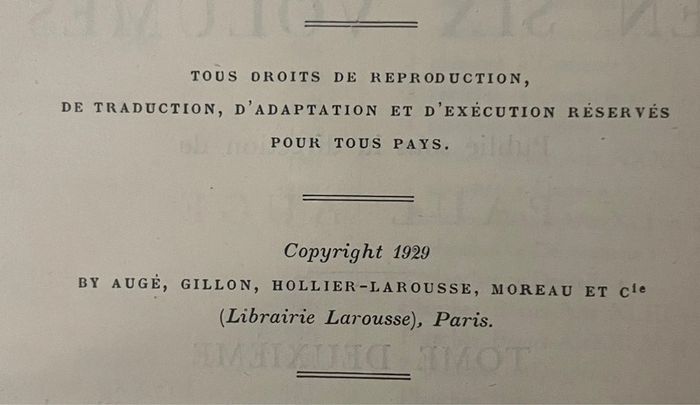 TOUS DROITS DE REPRODUCTION,
DE TRADUCTION, D'ADAPTATION ET D'EXÉCUTION RÉSERVÉS
POUR TOUS PAYS.
Copyright 1929
BY AUGÉ, GILLON, HOLLIER-LAROUSSE, MOREAU ET Cie
(Librairie Larousse), Paris.